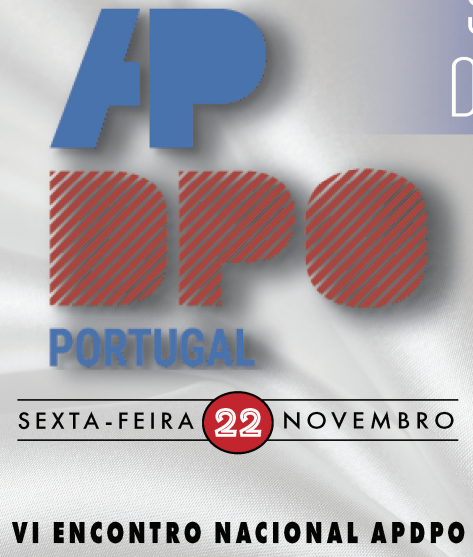 AP
DPO
PORTUGAL
SEXTA-FEIRA 22 NOVEMBRO
VI ENCONTRO NACIONAL APDPO